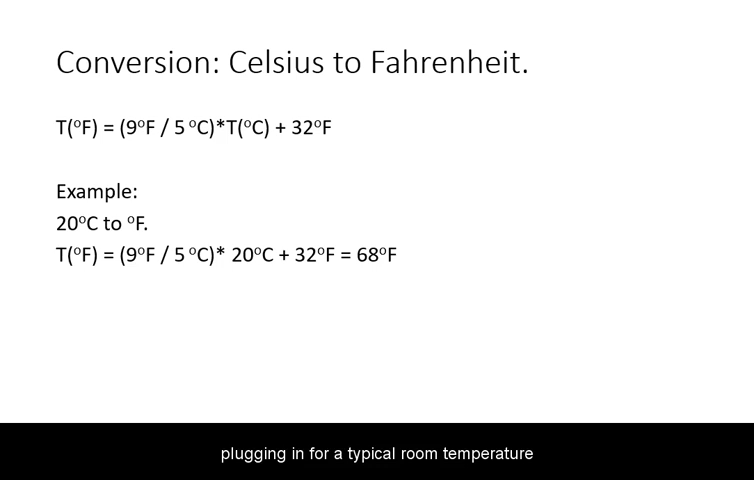 Conversion: Celsius to Fahrenheit.
T(ºF) = (9ºF / 5 ºC)*T(ºC) + 32ºF
Example:
20ºC to ºF.
T(ºF) = (9ºF / 5 ºC)* 20ºC + 32ºF = 68ºF
plugging in for a typical room temperature